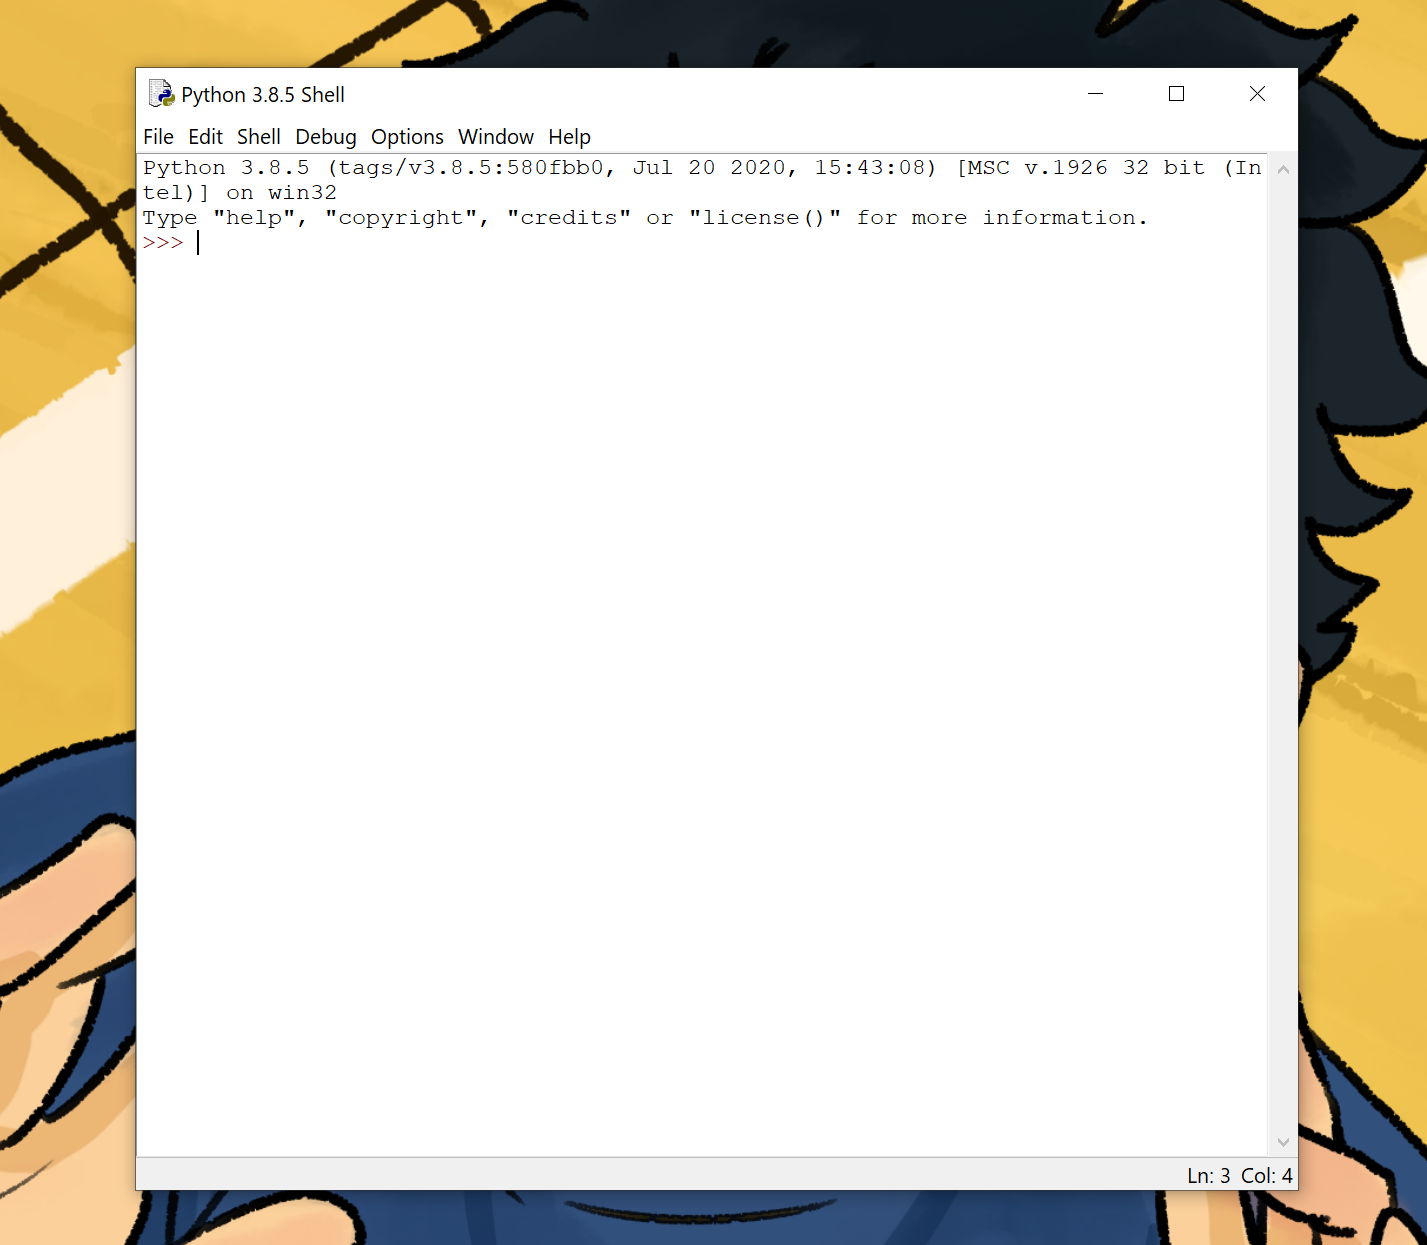 Python 3.8.5 Shell
File Edit Shell Debug Options Window Help
Python 3.8.5 (tags/v3.8.5:580fbb0, Jul 20 2020, 15:43:08) [MSC v.1926 32 bit (In
tel)] on win32
Type "help", "copyright", "credits" or "license()" for more information.
>>>
Ln: 3 Col: 4